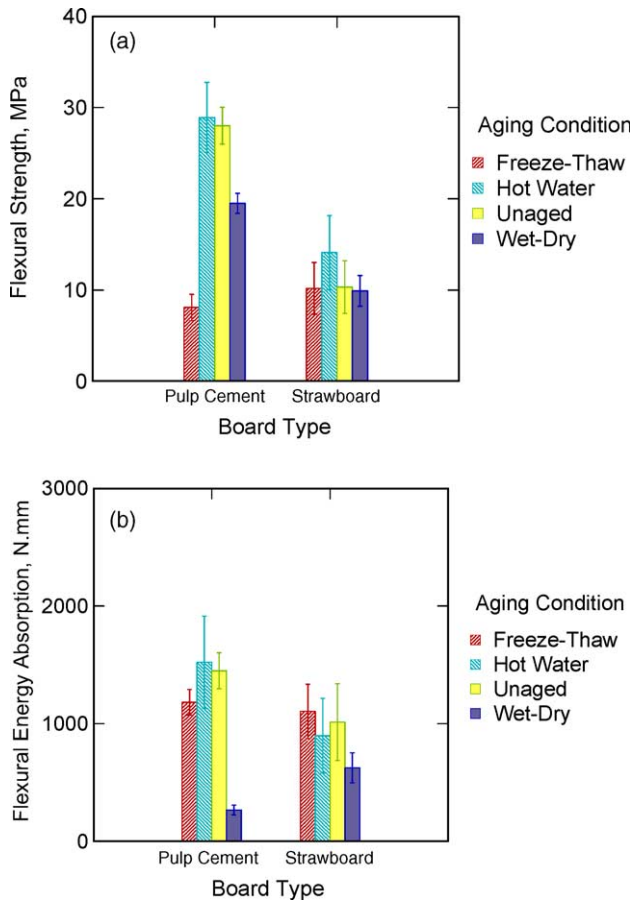 (a)
Flexural Strength, MPa
40
30
20
10
0
Pulp Cement Strawboard
Board Type
Aging Condition
Freeze-Thaw
Hot Water
Unaged
Wet-Dry
(b)
Flexural Energy Absorption, N.mm
3000
2000
1000
0
Pulp Cement Strawboard
Board Type
Aging Condition
Freeze-Thaw
Hot Water
Unaged
Wet-Dry